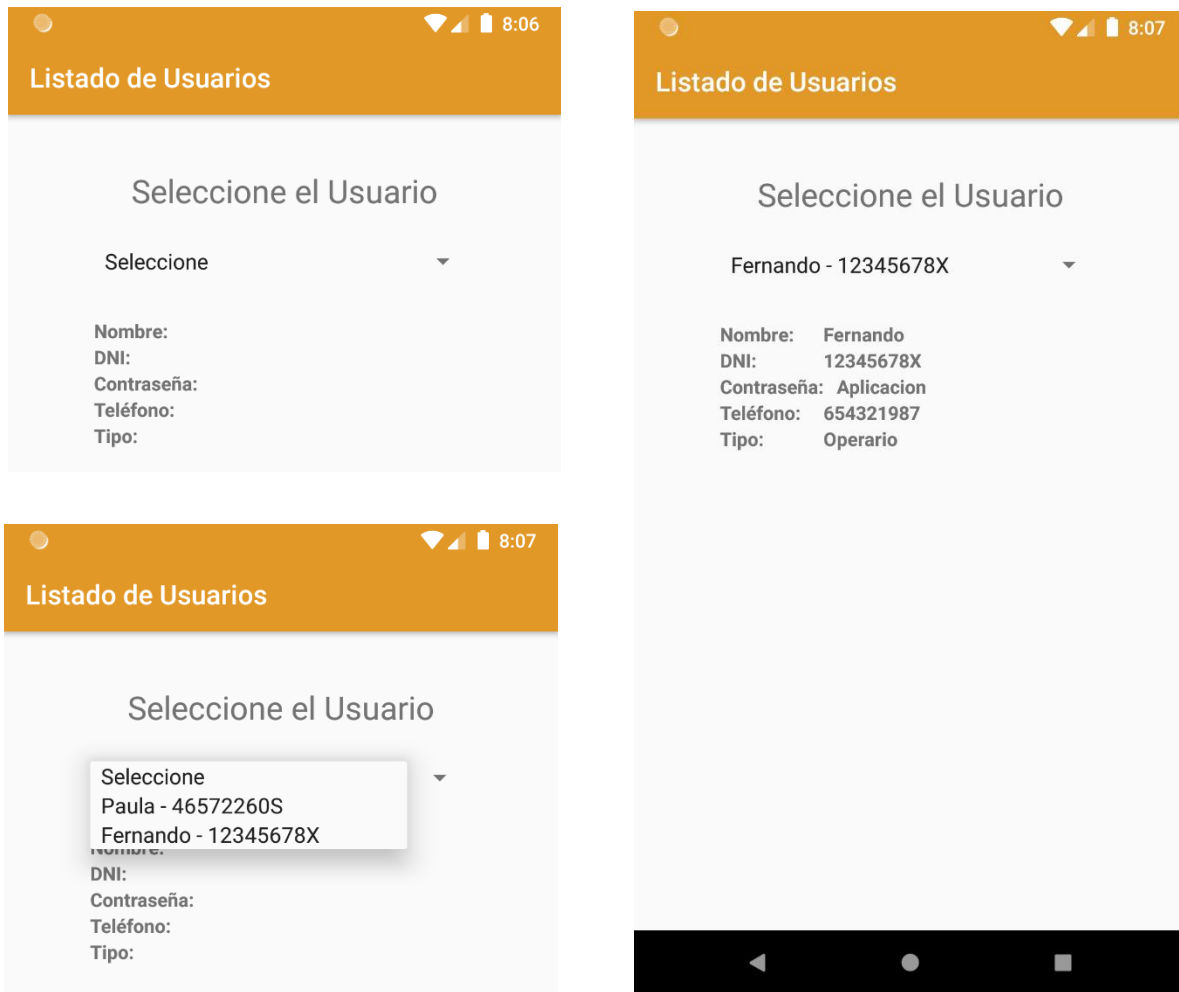 8:06
Listado de Usuarios
Seleccione el Usuario
Seleccione
Nombre:
DNI:
Contraseña:
Teléfono:
Tipo:
8:07
Listado de Usuarios
Seleccione el Usuario
Seleccione
Paula - 46572260S
Fernando - 12345678X
Nombre:
DNI:
Contraseña:
Teléfono:
Tipo:
8:07
Listado de Usuarios
Seleccione el Usuario
Fernando - 12345678X
Nombre: Fernando
DNI: 12345678X
Contraseña: Aplicacion
Teléfono: 654321987
Tipo: Operario